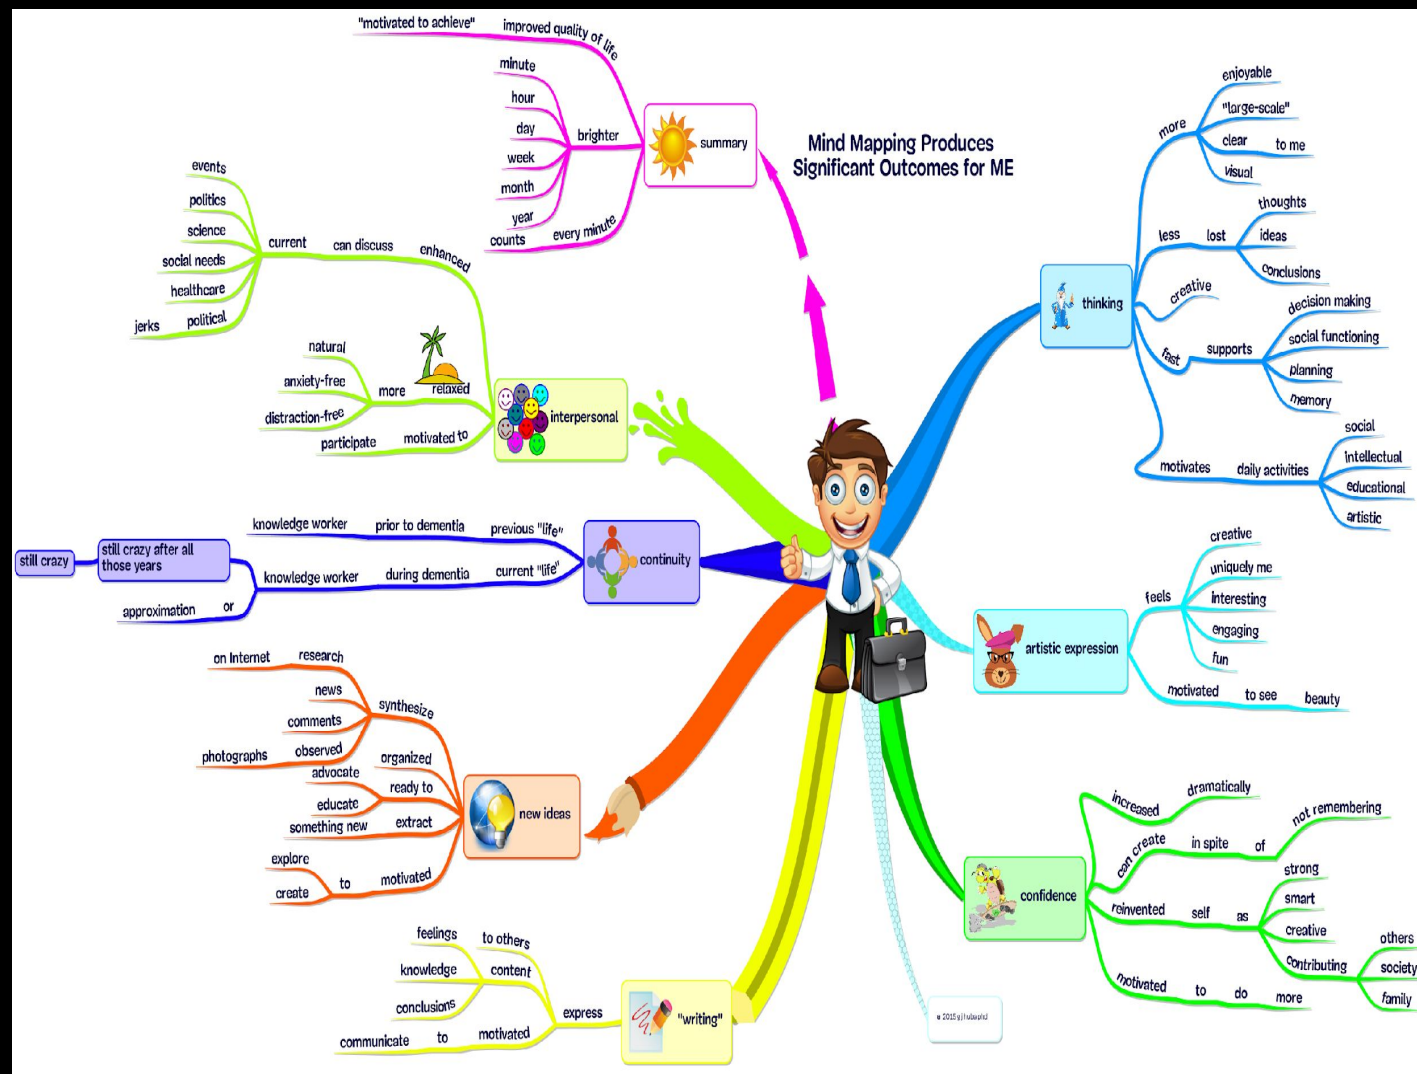 Mind Mapping Produces
Significant Outcomes for ME
summary
improved quality of life
"motivated to achieve"
brighter
minute
hour
day
week
month
year
every minute
counts
thinking
more
enjoyable
"large-scale"
clear
to me
visual
less
lost
thoughts
ideas
conclusions
creative
fast
supports
decision making
social functioning
planning
memory
motivates
daily activities
social
intellectual
educational
artistic
artistic expression
feels
creative
uniquely me
interesting
engaging
fun
motivated
to see
beauty
confidence
increased
dramatically
can create
in spite
of
not remembering
reinvented
self
as
strong
smart
creative
contributing
others
society
family
motivated
to
do
more
© 2015 g j huba phd
"writing"
express
to others
content
feelings
knowledge
conclusions
motivated
to
communicate
new ideas
synthesize
research
on Internet
news
comments
observed
photographs
organized
ready to
advocate
educate
extract
something new
motivated
to
explore
create
continuity
previous "life"
prior to dementia
knowledge worker
current "life"
during dementia
knowledge worker
still crazy after all
those years
still crazy
or
approximation
interpersonal
enhanced
can discuss
current
events
politics
science
social needs
healthcare
political
jerks
relaxed
more
natural
anxiety-free
distraction-free
motivated to
participate